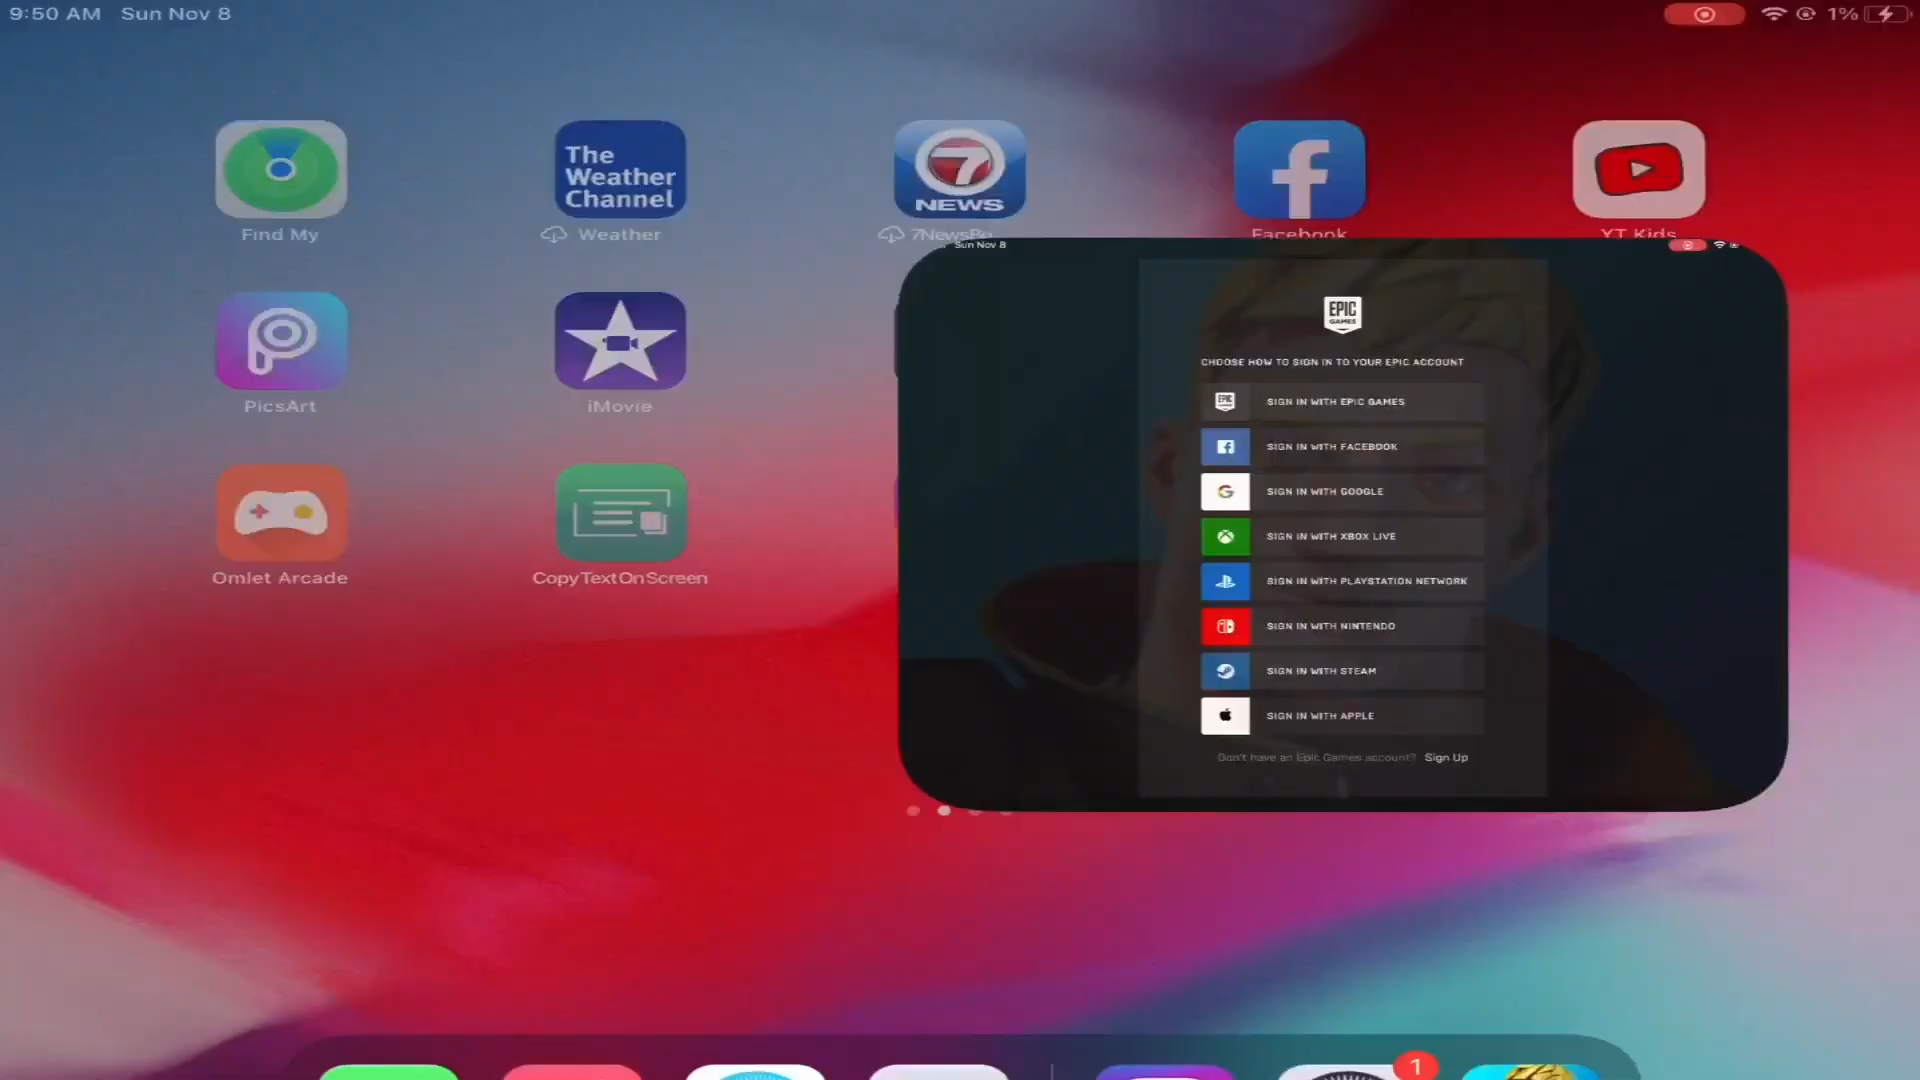 9:50 AM Sun Nov 8
1%
The
Weather
Channel
7
NEWS
Find My
Weather
Facebook
YT Kids
Sun Nov 8
PicsArt
iMovie
Omlet Arcade
CopyTextOnScreen
EPIC
GAMES
CHOOSE HOW TO SIGN IN TO YOUR EPIC ACCOUNT
EPIC
SIGN IN WITH EPIC GAMES
SIGN IN WITH FACEBOOK
SIGN IN WITH GOOGLE
SIGN IN WITH XBOX LIVE
SIGN IN WITH PLAYSTATION NETWORK
SIGN IN WITH NINTENDO
SIGN IN WITH STEAM
SIGN IN WITH APPLE
Don't have an Epic Games account? Sign Up
1